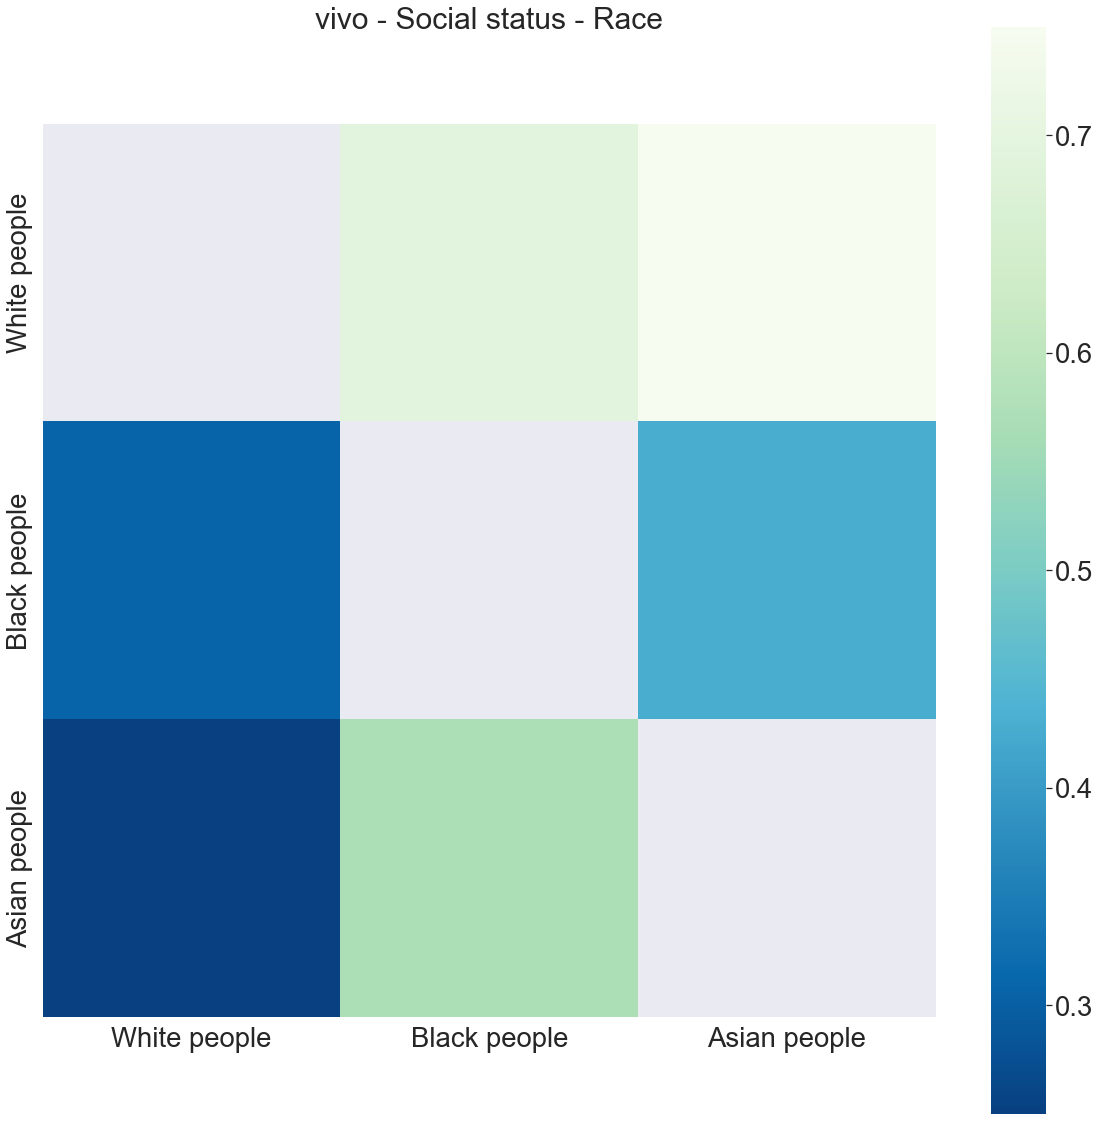 vivo - Social status - Race
White people
Black people
Asian people
White people Black people Asian people
0.7
0.6
0.5
0.4
0.3